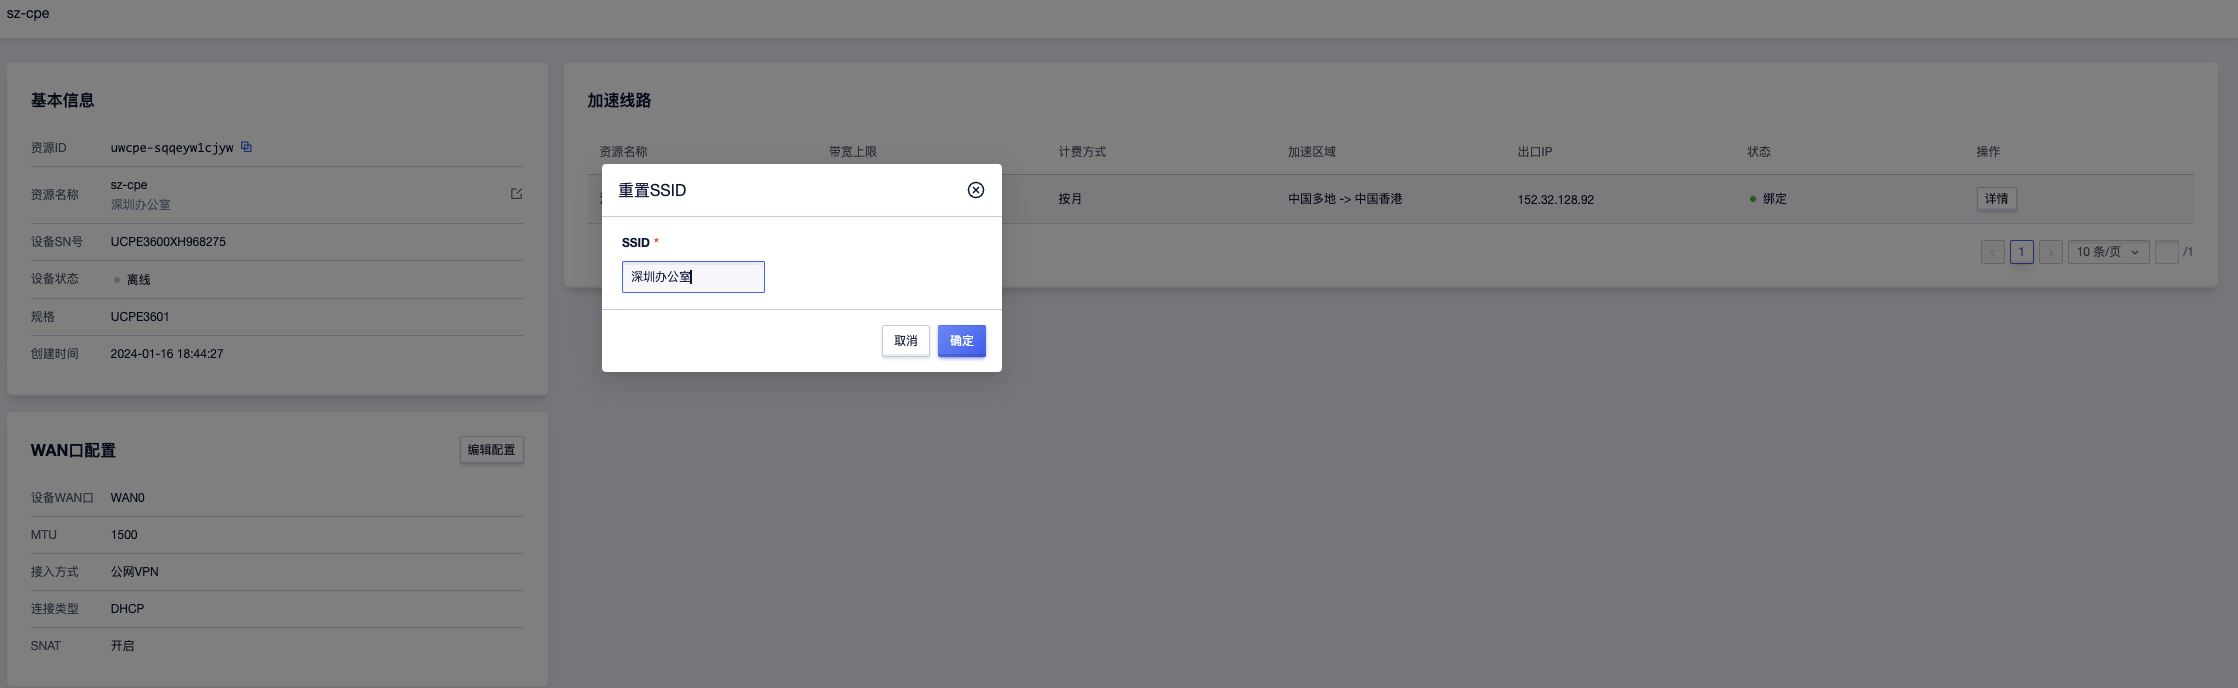 sz-cpe
基本信息
资源ID uwcpe-sqqeyw1cjyw
资源名称 sz-cpe
深圳办公室
设备SN号 UCPE3600XH968275
设备状态 离线
规格 UCPE3601
创建时间 2024-01-16 18:44:27
WAN口配置 编辑配置
设备WAN口 WAN0
MTU 1500
接入方式 公网VPN
连接类型 DHCP
SNAT 开启
加速线路
资源名称 带宽上限 计费方式 加速区域 出口IP 状态 操作
按月 中国多地 -> 中国香港 152.32.128.92 绑定 详情
1 10 条/页 /1
重置SSID
SSID *
深圳办公室
取消 确定